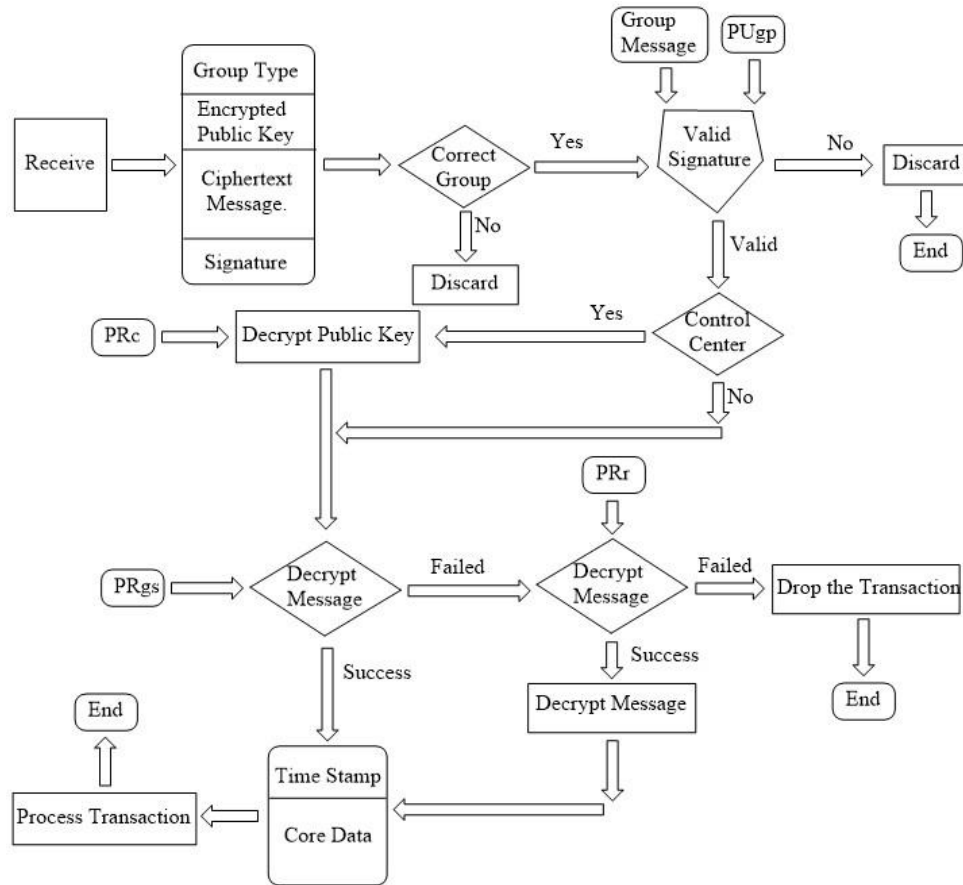 Group
Message
PUgp
Group Type
Encrypted
Public Key
Ciphertext
Message.
Signature
Receive
Correct
Group
Yes
No
Discard
Valid
Signature
No
Discard
End
Valid
Control
Center
Yes
No
PRc
Decrypt Public Key
PRr
PRgs
Decrypt
Message
Failed
Decrypt
Message
Failed
Drop the Transaction
End
Success
Success
Decrypt Message
End
Process Transaction
Time Stamp
Core Data